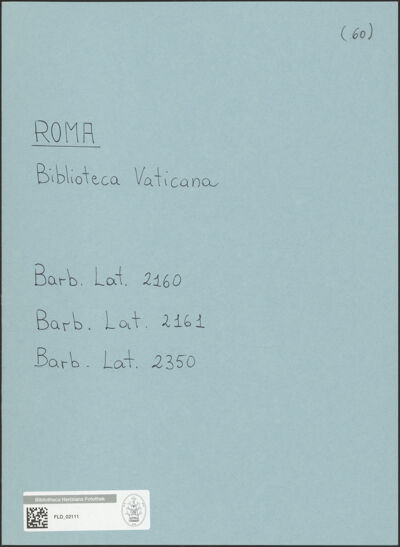 (60)
ROMA
Biblioteca Vaticana
Barb. Lat. 2160
Barb. Lat. 2161
Barb. Lat. 2350
Bibliotheca Hertziana Fotothek
FLD_02111